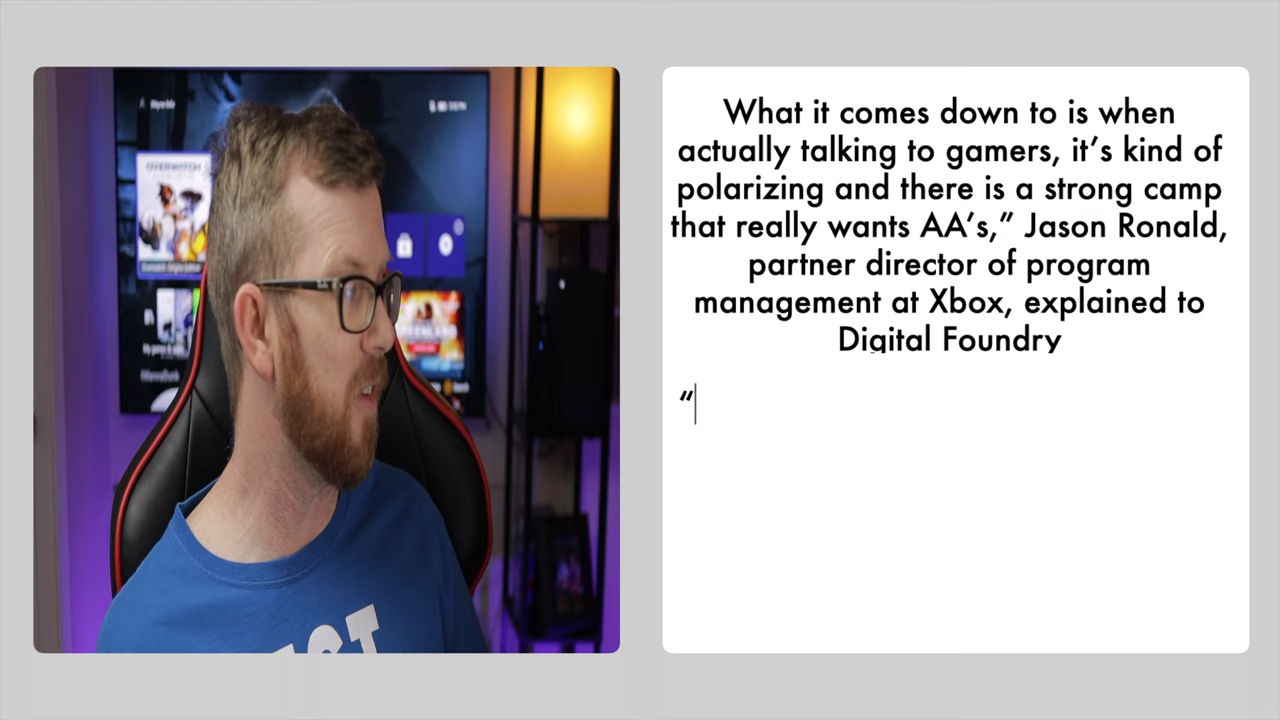 OVERWATCH
What it comes down to is when
actually talking to gamers, it’s kind of
polarizing and there is a strong camp
that really wants AA’s,” Jason Ronald,
partner director of program
management at Xbox, explained to
Digital Foundry
“